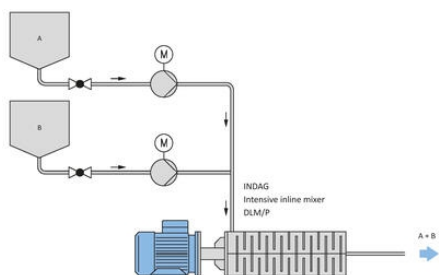 A
M
B
M
INDAG
Intensive inline mixer
DLM/P
A + B